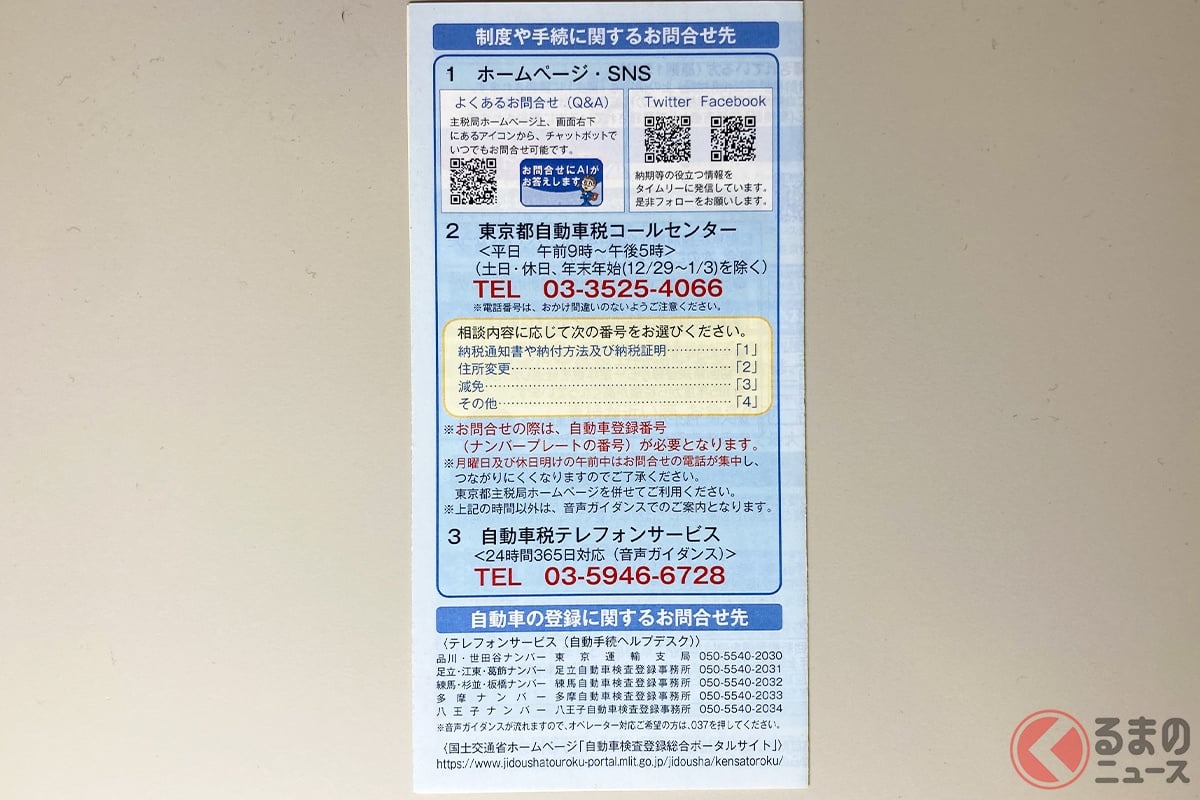 制度や手続に関するお問合せ先
1 ホームページ・SNS
よくあるお問合せ（Q&A）
主税局ホームページ上、画面右下
にあるアイコンから、チャットボットで
いつでもお問合せ可能です。
お問合せにAIが
お答えします
Twitter Facebook
納期等の役立つ情報を
タイムリーに発信しています。
是非フォローをお願いします。
2 東京都自動車税コールセンター
＜平日 午前9時～午後5時＞
（土日・休日、年末年始(12/29～1/3)を除く）
TEL 03-3525-4066
※電話番号は、おかけ間違いのないようご注意ください。
相談内容に応じて次の番号をお選びください。
納税通知書や納付方法及び納税証明……………「1」
住所変更……………………………………「2」
減免…………………………………………「3」
その他………………………………………「4」
※お問合せの際は、自動車登録番号
（ナンバープレートの番号）が必要となります。
※月曜日及び休日明けの午前中はお問合せの電話が集中し、
つながりにくくなりますのでご了承ください。
東京都主税局ホームページを併せてご利用ください。
※上記の時間以外は、音声ガイダンスでのご案内となります。
3 自動車税テレフォンサービス
＜24時間365日対応（音声ガイダンス）＞
TEL 03-5946-6728
自動車の登録に関するお問合せ先
〈テレフォンサービス（自動手続ヘルプデスク）〉
品川・世田谷ナンバー 東京運輸支局 050-5540-2030
足立・江東・葛飾ナンバー 足立自動車検査登録事務所 050-5540-2031
練馬・杉並・板橋ナンバー 練馬自動車検査登録事務所 050-5540-2032
多摩ナンバー 多摩自動車検査登録事務所 050-5540-2033
八王子ナンバー 八王子自動車検査登録事務所 050-5540-2034
※音声ガイダンスが流れますので、オペレーター対応ご希望の方は、037を押してください。
〈国土交通省ホームページ「自動車検査登録総合ポータルサイト」〉
https://www.jidoushatouroku-portal.mlit.go.jp/jidousha/kensatoroku/
くるまの
ニュース